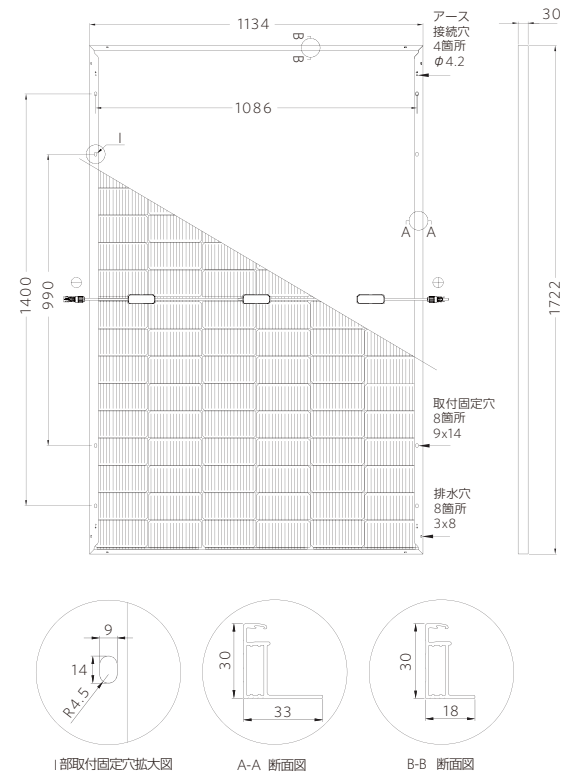 1134
B
B
アース
接続穴
4箇所
φ4.2
30
1086
I
A A
1400
990
1722
取付固定穴
8箇所
9x14
排水穴
8箇所
3x8
9
14
R4.5
I部取付固定穴拡大図
30
33
A-A 断面図
30
18
B-B 断面図